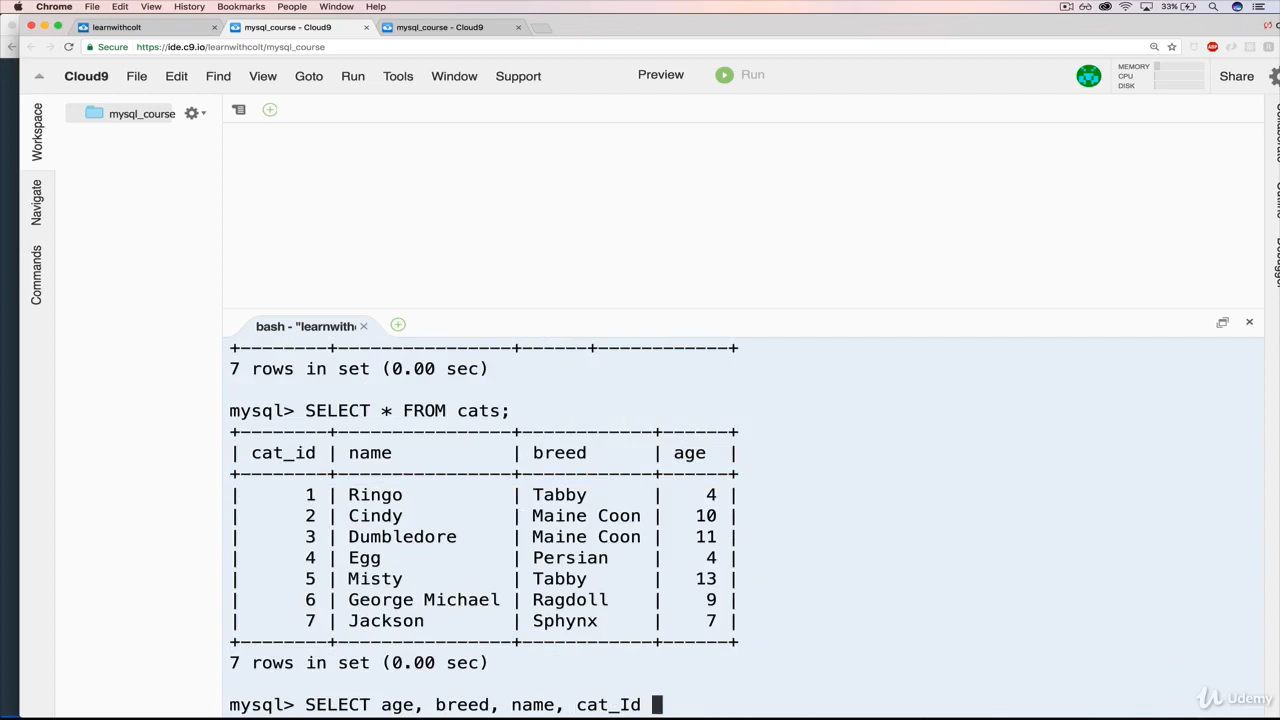 Chrome File Edit View History Bookmarks People Window Help 33%
learnwithcolt mysql_course - Cloud9 mysql_course - Cloud9
Secure https://ide.c9.io/learnwithcolt/mysql_course
Cloud9 File Edit Find View Goto Run Tools Window Support Preview Run MEMORY CPU DISK Share
Workspace
Navigate
Commands
mysql_course
bash - "learnwith
+--------+----------------+------+------------+
7 rows in set (0.00 sec)
mysql> SELECT * FROM cats;
+--------+----------------+------------+------+
| cat_id | name | breed | age |
+--------+----------------+------------+------+
| 1 | Ringo | Tabby | 4 |
| 2 | Cindy | Maine Coon | 10 |
| 3 | Dumbledore | Maine Coon | 11 |
| 4 | Egg | Persian | 4 |
| 5 | Misty | Tabby | 13 |
| 6 | George Michael | Ragdoll | 9 |
| 7 | Jackson | Sphynx | 7 |
+--------+----------------+------------+------+
7 rows in set (0.00 sec)
mysql> SELECT age, breed, name, cat_Id
Udemy